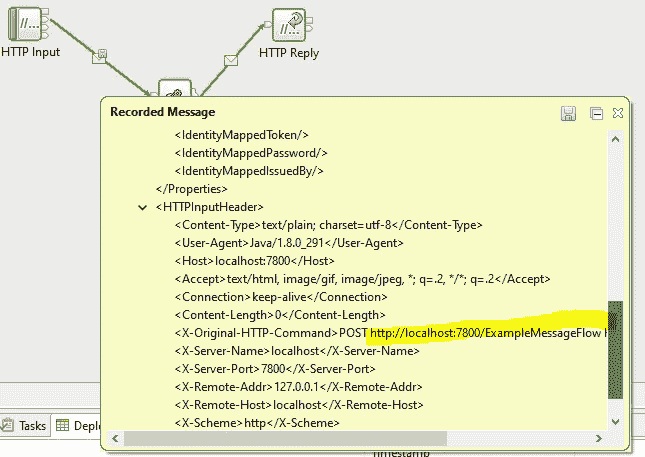 HTTP Input
HTTP Reply
Recorded Message
<IdentityMappedToken/>
<IdentityMappedPassword/>
<IdentityMappedIssuedBy/>
</Properties>
<HTTPInputHeader>
<Content-Type>text/plain; charset=utf-8</Content-Type>
<User-Agent>Java/1.8.0_291</User-Agent>
<Host>localhost:7800</Host>
<Accept>text/html, image/gif, image/jpeg, *; q=.2, */*; q=.2</Accept>
<Connection>keep-alive</Connection>
<Content-Length>0</Content-Length>
<X-Original-HTTP-Command>POST http://localhost:7800/ExampleMessageFlow
<X-Server-Name>localhost</X-Server-Name>
<X-Server-Port>7800</X-Server-Port>
<X-Remote-Addr>127.0.0.1</X-Remote-Addr>
<X-Remote-Host>localhost</X-Remote-Host>
<X-Scheme>http</X-Scheme>
Tasks
Deplo
Timestamp